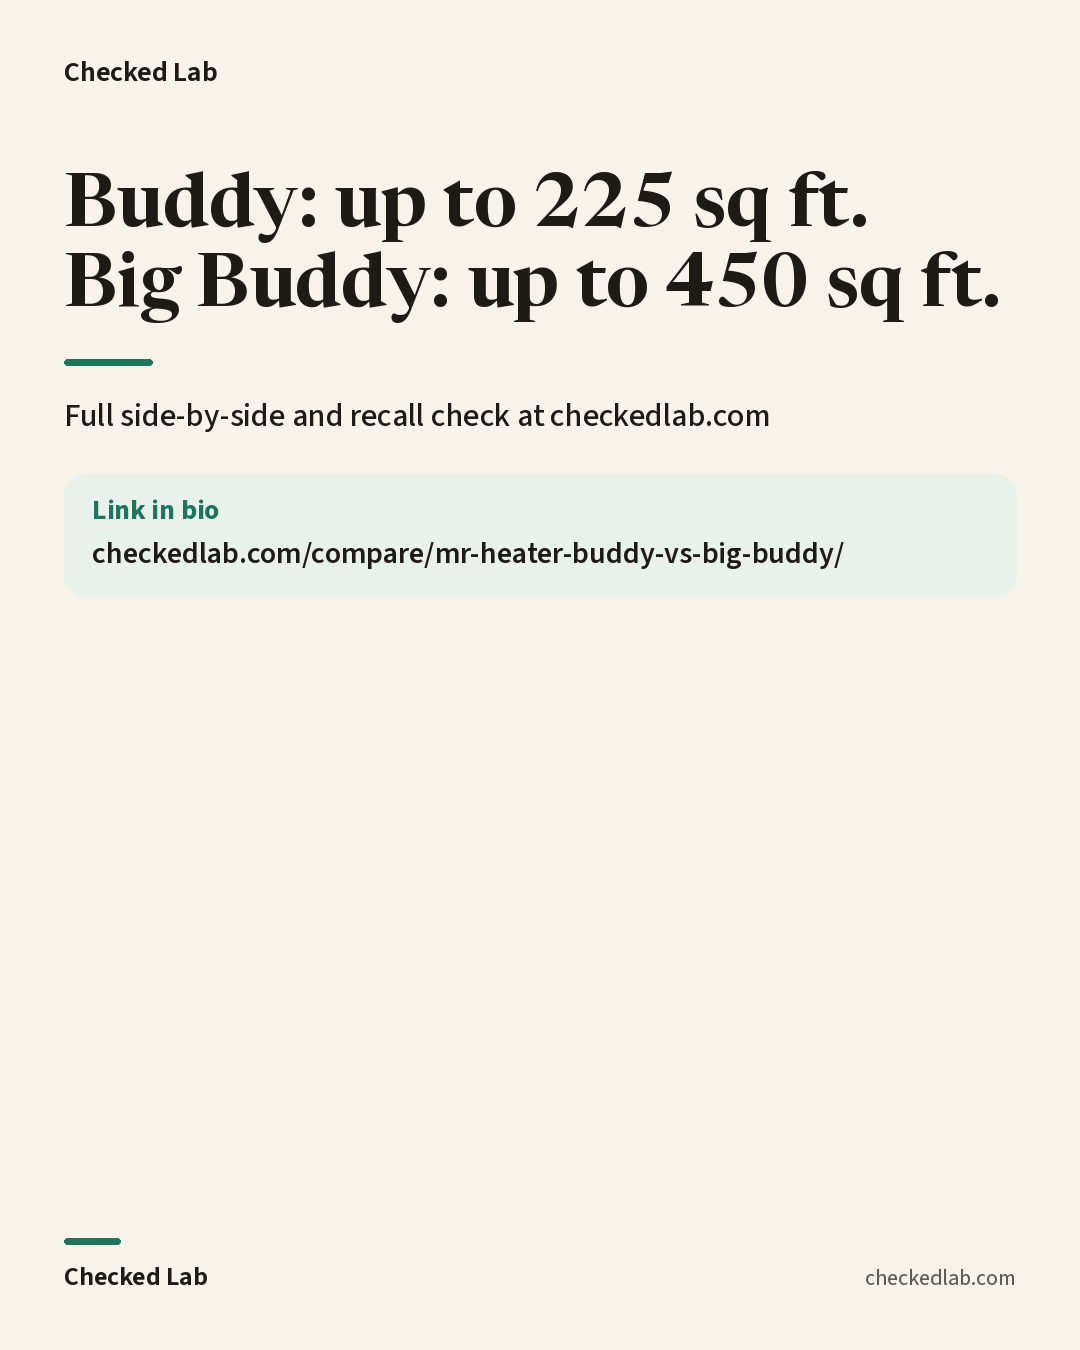 Checked Lab
Buddy: up to 225 sq ft.
Big Buddy: up to 450 sq ft.
Full side-by-side and recall check at checkedlab.com
Link in bio
checkedlab.com/compare/mr-heater-buddy-vs-big-buddy/
Checked Lab
checkedlab.com